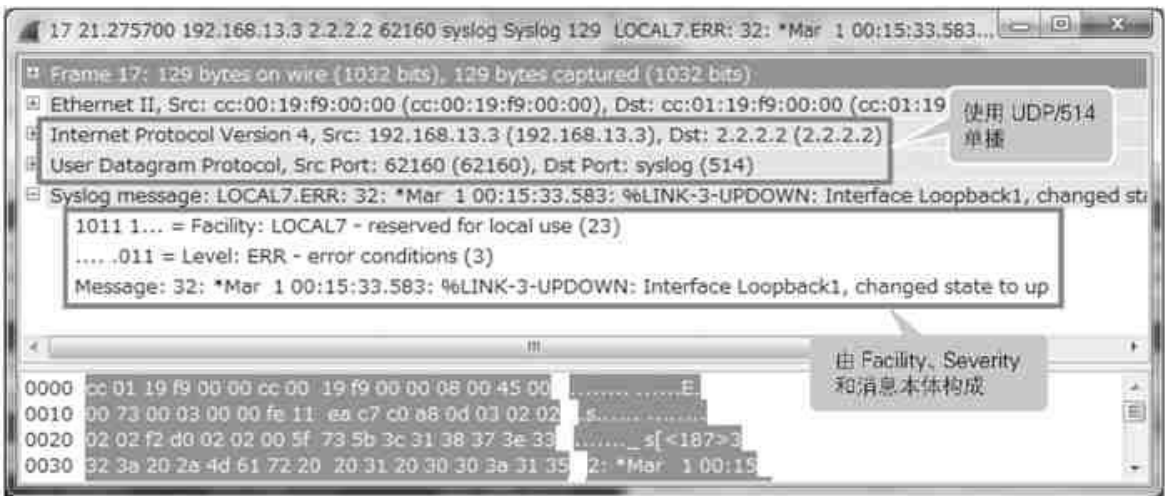 17 21.275700 192.168.13.3 2.2.2.2 62160 syslog Syslog 129 LOCAL7.ERR: 32: *Mar 1 00:15:33.583...
Frame 17: 129 bytes on wire (1032 bits), 129 bytes captured (1032 bits)
Ethernet II, Src: cc:00:19:f9:00:00 (cc:00:19:f9:00:00), Dst: cc:01:19:f9:00:00 (cc:01:19
使用 UDP/514
单播
Internet Protocol Version 4, Src: 192.168.13.3 (192.168.13.3), Dst: 2.2.2.2 (2.2.2.2)
User Datagram Protocol, Src Port: 62160 (62160), Dst Port: syslog (514)
Syslog message: LOCAL7.ERR: 32: *Mar 1 00:15:33.583: %LINK-3-UPDOWN: Interface Loopback1, changed sta
1011 1... = Facility: LOCAL7 - reserved for local use (23)
.... .011 = Level: ERR - error conditions (3)
Message: 32: *Mar 1 00:15:33.583: %LINK-3-UPDOWN: Interface Loopback1, changed state to up
由 Facility、Severity
和消息本体构成
0000 cc 01 19 f9 00 00 cc 00 19 f9 00 00 08 00 45 00 ..............E.
0010 00 73 00 03 00 00 fe 11 ea c7 c0 a8 0d 03 02 02 .s..............
0020 02 02 f2 d0 02 02 00 5f 73 5b 3c 31 38 37 3e 33 ......._ s[<187>3
0030 32 3a 20 2a 4d 61 72 20 20 31 20 30 30 3a 31 35 2: *Mar 1 00:15